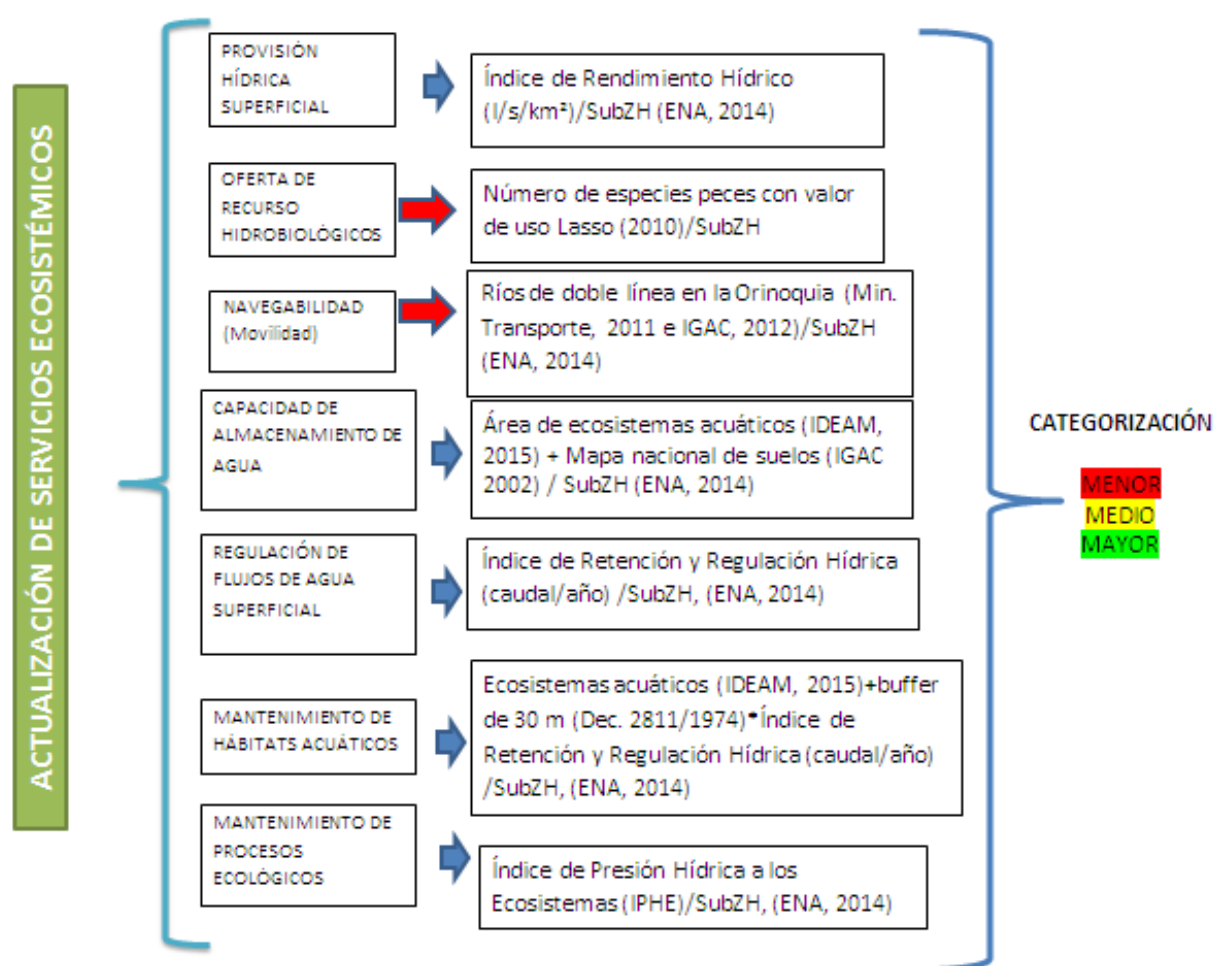 ACTUALIZACIÓN DE SERVICIOS ECOSISTÉMICOS
PROVISIÓN
HÍDRICA
SUPERFICIAL
Índice de Rendimiento Hídrico
(l/s/km²)/SubZH (ENA, 2014)
OFERTA DE
RECURSO
HIDROBIOLÓGICOS
Número de especies peces con valor
de uso Lasso (2010)/SubZH
NAVEGABILIDAD
(Movilidad)
Ríos de doble línea en la Orinoquia (Min.
Transporte, 2011 e IGAC, 2012)/SubZH
(ENA, 2014)
CAPACIDAD DE
ALMACENAMIENTO DE
AGUA
Área de ecosistemas acuáticos (IDEAM,
2015) + Mapa nacional de suelos (IGAC
2002) / SubZH (ENA, 2014)
REGULACIÓN DE
FLUJOS DE AGUA
SUPERFICIAL
Índice de Retención y Regulación Hídrica
(caudal/año) /SubZH, (ENA, 2014)
MANTENIMIENTO DE
HÁBITATS ACUÁTICOS
Ecosistemas acuáticos (IDEAM, 2015)+buffer
de 30 m (Dec. 2811/1974)*Índice de
Retención y Regulación Hídrica (caudal/año)
/SubZH, (ENA, 2014)
MANTENIMIENTO DE
PROCESOS
ECOLÓGICOS
Índice de Presión Hídrica a los
Ecosistemas (IPHE)/SubZH, (ENA, 2014)
CATEGORIZACIÓN
MENOR
MEDIO
MAYOR